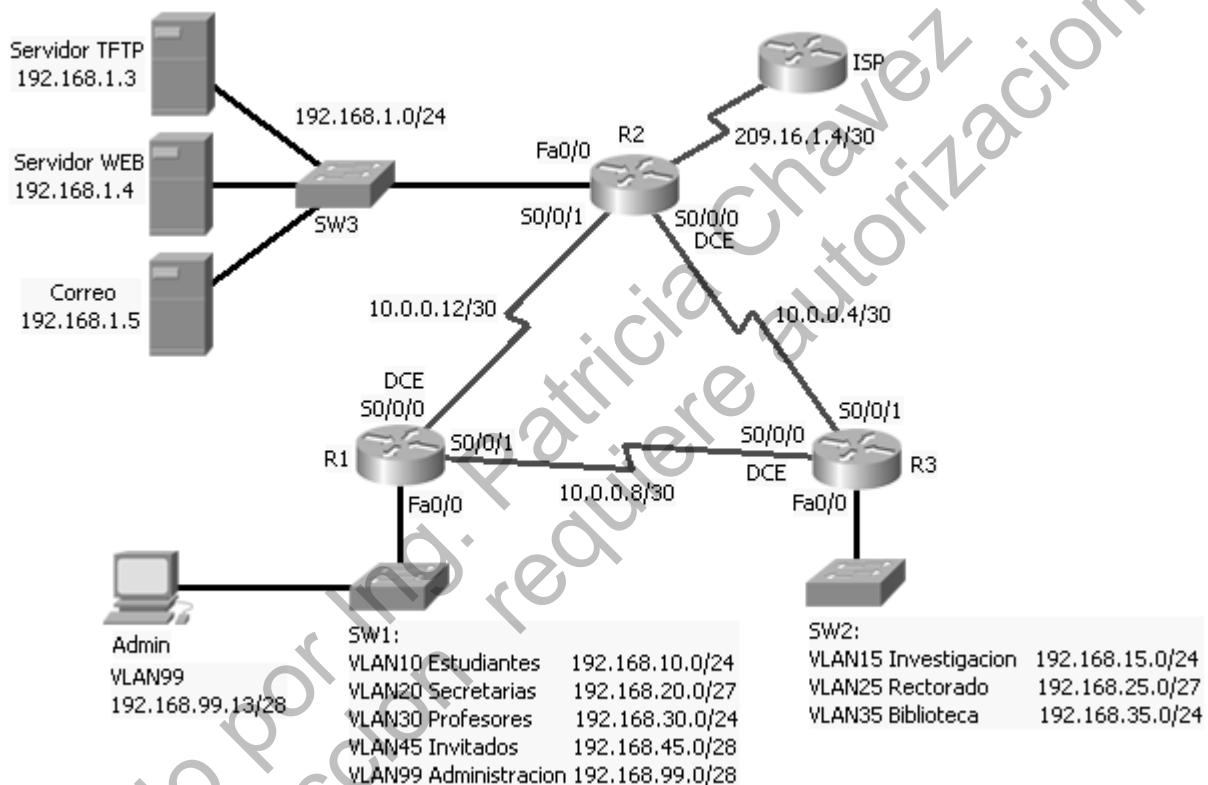 Servidor TFTP
192.168.1.3
192.168.1.0/24
Servidor WEB
192.168.1.4
SW3
Correo
192.168.1.5
ISP
209.16.1.4/30
R2
Fa0/0
S0/0/1
S0/0/0
DCE
10.0.0.12/30
10.0.0.4/30
DCE
S0/0/0
R1
S0/0/1
Fa0/0
10.0.0.8/30
S0/0/1
S0/0/0
DCE
R3
Fa0/0
Admin
VLAN99
192.168.99.13/28
SW1:
VLAN10 Estudiantes 192.168.10.0/24
VLAN20 Secretarias 192.168.20.0/27
VLAN30 Profesores 192.168.30.0/24
VLAN45 Invitados 192.168.45.0/28
VLAN99 Administracion 192.168.99.0/28
SW2:
VLAN15 Investigacion 192.168.15.0/24
VLAN25 Rectorado 192.168.25.0/27
VLAN35 Biblioteca 192.168.35.0/24
por Ing. Patricia Chavez
requiere autorizacion